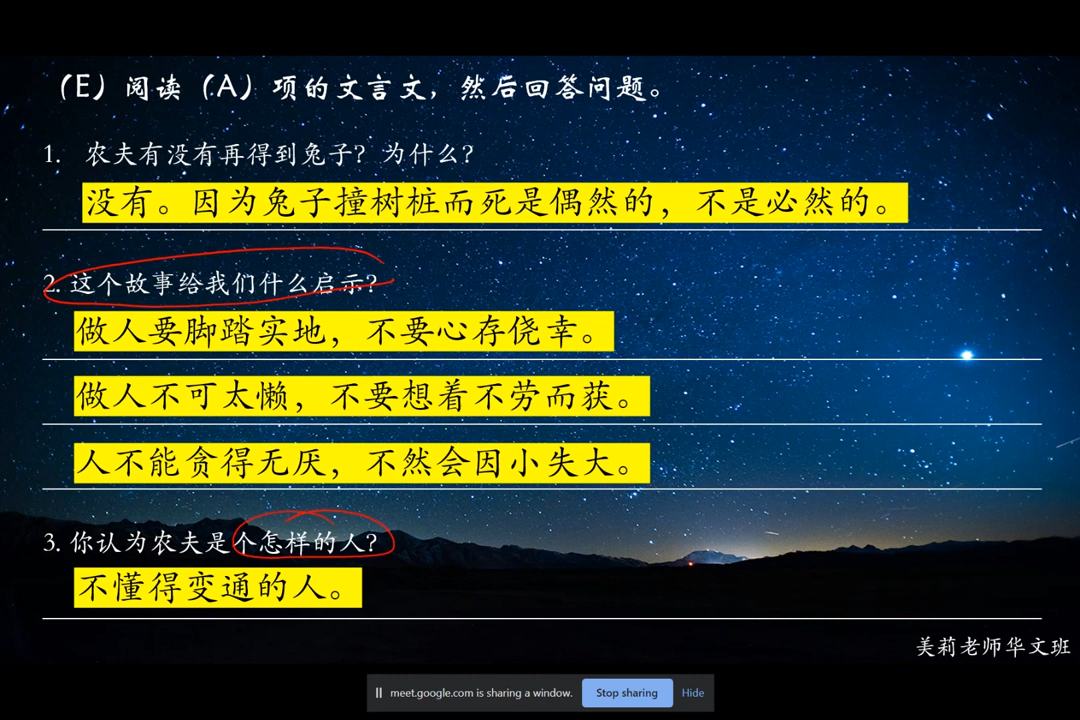 （E）阅读（A）项的文言文，然后回答问题。
1. 农夫有没有再得到兔子？为什么？
没有。因为兔子撞树桩而死是偶然的，不是必然的。
2. 这个故事给我们什么启示？
做人要脚踏实地，不要心存侥幸。
做人不可太懒，不要想着不劳而获。
人不能贪得无厌，不然会因小失大。
3. 你认为农夫是个怎样的人？
不懂得变通的人。
美莉老师华文班
meet.google.com is sharing a window. Stop sharing Hide